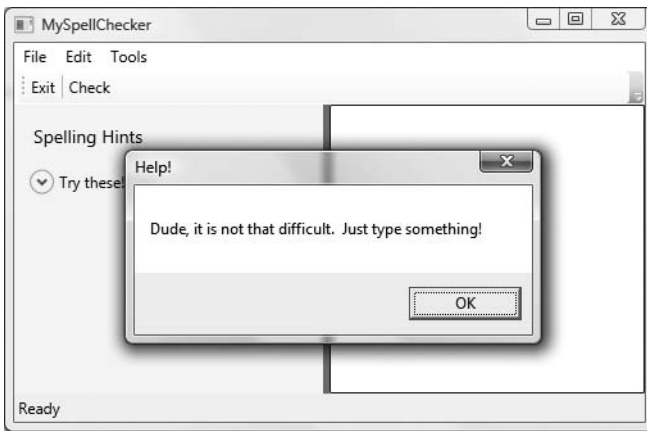 MySpellChecker
File Edit Tools
Exit Check
Spelling Hints
Try these!
Help!
Dude, it is not that difficult. Just type something!
OK
Ready